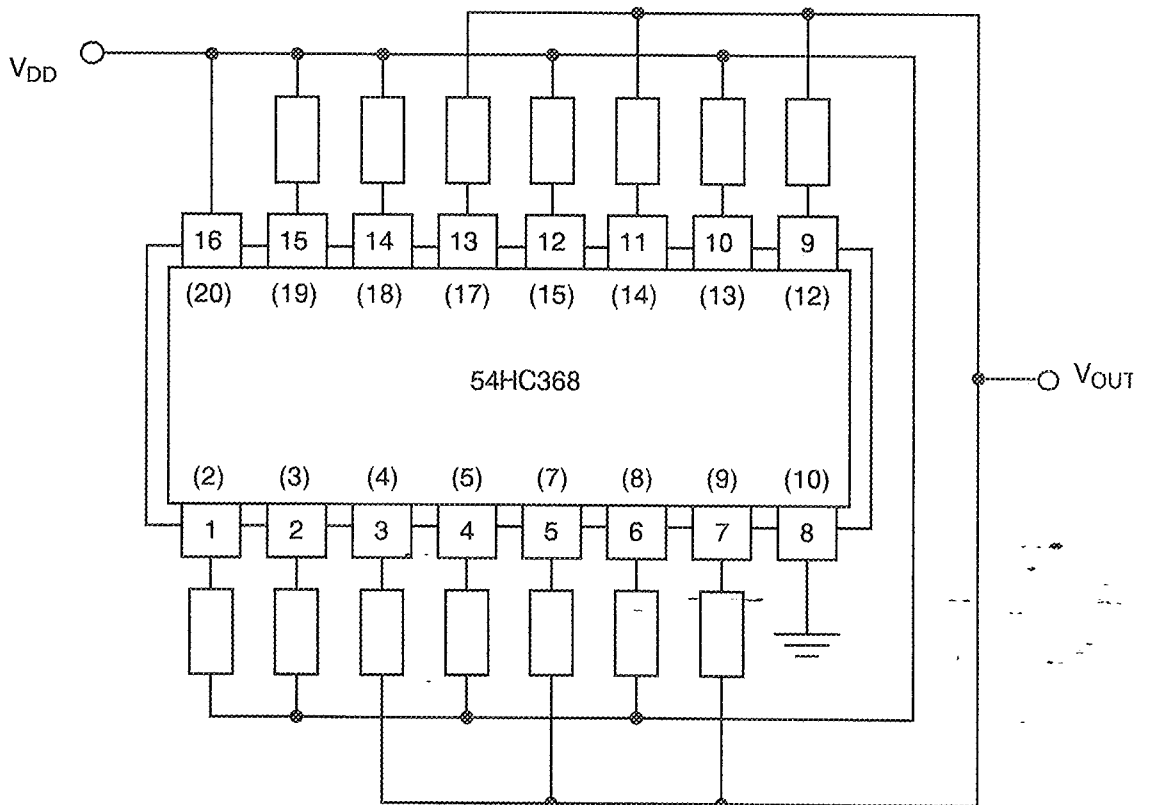 VDD
16 15 14 13 12 11 10 9
(20) (19) (18) (17) (15) (14) (13) (12)
54HC368
VOUT
(2) (3) (4) (5) (7) (8) (9) (10)
1 2 3 4 5 6 7 8